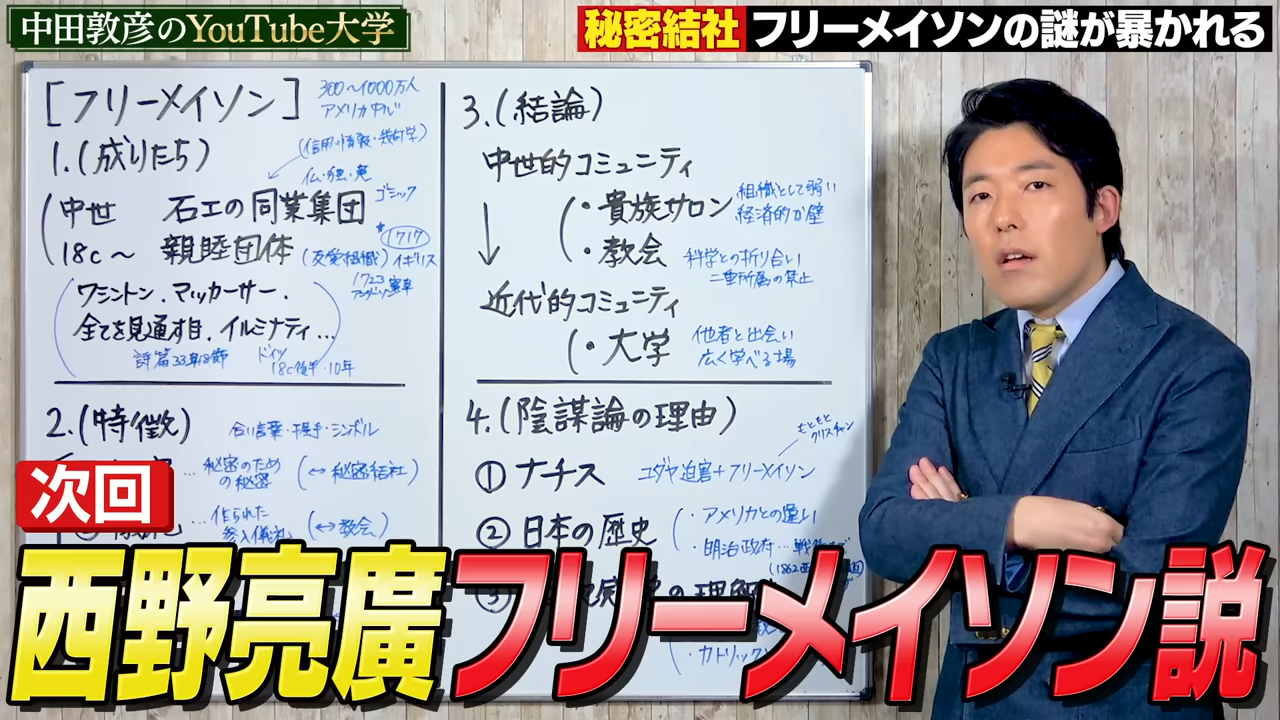 中田敦彦のYouTube大学
秘密結社 フリーメイソンの謎が暴かれる
[フリーメイソン]
300~1000万人
アメリカ中心
1.(成りたち)
(信用・情報・幾何学)
中世 石工の同業集団
ゴシック
18c~ 親睦団体
(友愛組織)
1717
イギリス
1723
憲章
ワシントン.マッカーサー.
全てを見通す目.イルミナティ...
詩篇33章18節
ドイツ
18c後半・10年
2.(特徴)
合い言葉・握手・シンボル
...秘密のため
の秘密
(↔秘密結社)
...作られた
参入儀礼
(↔教会)
3.(結論)
中世的コミュニティ
・貴族サロン
組織として弱い
経済的な壁
・教会
科学との折り合い
二重所属の禁止
近代的コミュニティ
・大学
他者と出会い
広く学べる場
4.(陰謀論の理由)
もともと
クリスチャン
①ナチス
ユダヤ迫害+フリーメイソン
②日本の歴史
・アメリカとの違い
・明治政府...
③
の理解
・カトリック
次回
西野亮廣フリーメイソン説